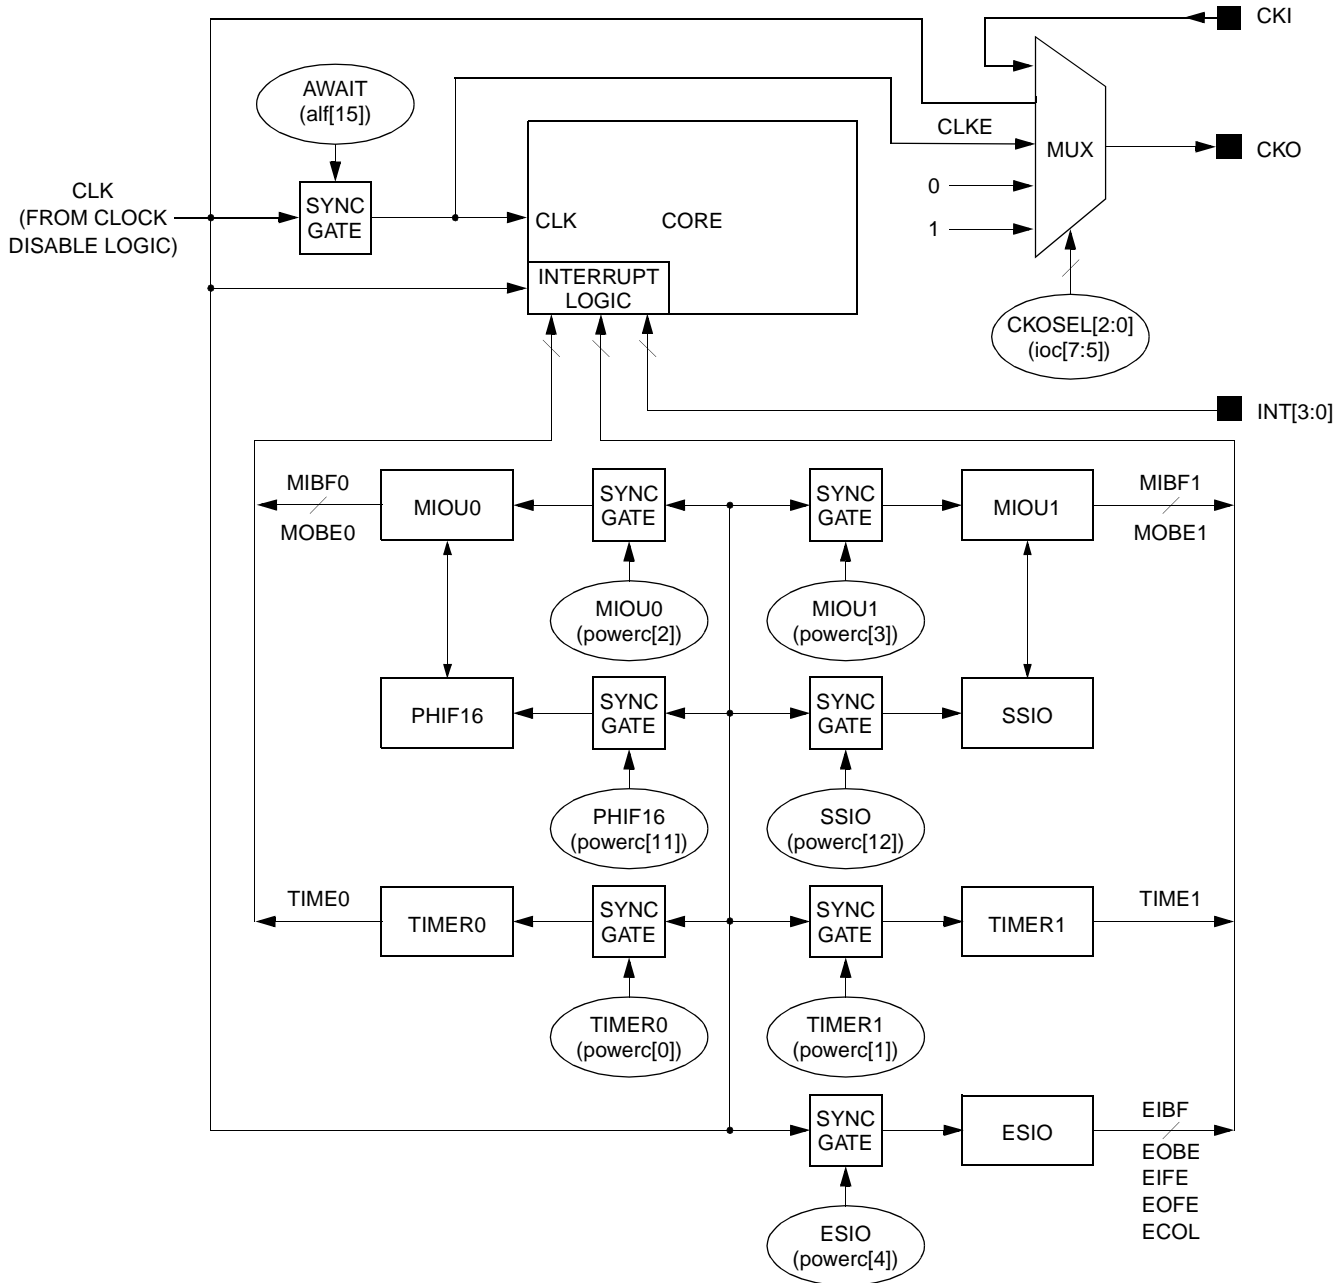 CKI
AWAIT
(alf[15])
CLKE
MUX
CKO
CLK
(FROM CLOCK
DISABLE LOGIC)
SYNC
GATE
CLK
CORE
0
1
INTERRUPT
LOGIC
CKOSEL[2:0]
(ioc[7:5])
INT[3:0]
MIBF0
MOBE0
MIOU0
SYNC
GATE
SYNC
GATE
MIOU1
MIBF1
MOBE1
MIOU0
(powerc[2])
MIOU1
(powerc[3])
PHIF16
SYNC
GATE
SYNC
GATE
SSIO
PHIF16
(powerc[11])
SSIO
(powerc[12])
TIME0
TIMER0
SYNC
GATE
SYNC
GATE
TIMER1
TIME1
TIMER0
(powerc[0])
TIMER1
(powerc[1])
SYNC
GATE
ESIO
EIBF
EOBE
EIFE
EOFE
ECOL
ESIO
(powerc[4])